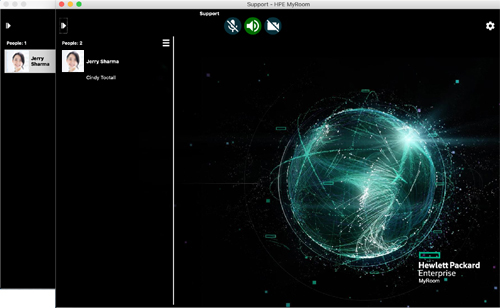 Support - HPE MyRoom
Support
People: 1
Jerry
Sharma
People: 2
Jerry Sharma
Cindy Tootall
Hewlett Packard
Enterprise
MyRoom